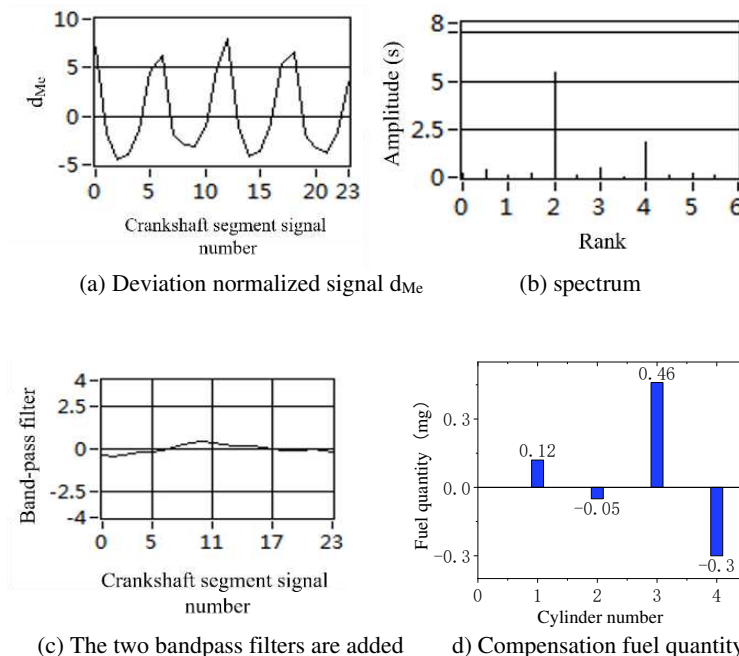 10
5
0
-5
d_Me
0 5 10 15 20 23
Crankshaft segment signal
number
(a) Deviation normalized signal d_Me
8
5
2.5
0
Amplitude (s)
0 1 2 3 4 5 6
Rank
(b) spectrum
4
2.5
0
-2.5
-4
Band-pass filter
0 5 11 17 23
Crankshaft segment signal
number
(c) The two bandpass filters are added
0.3
0.0
-0.3
Fuel quantity (mg)
0.12
-0.05
0.46
-0.3
0 1 2 3 4
Cylinder number
d) Compensation fuel quantity